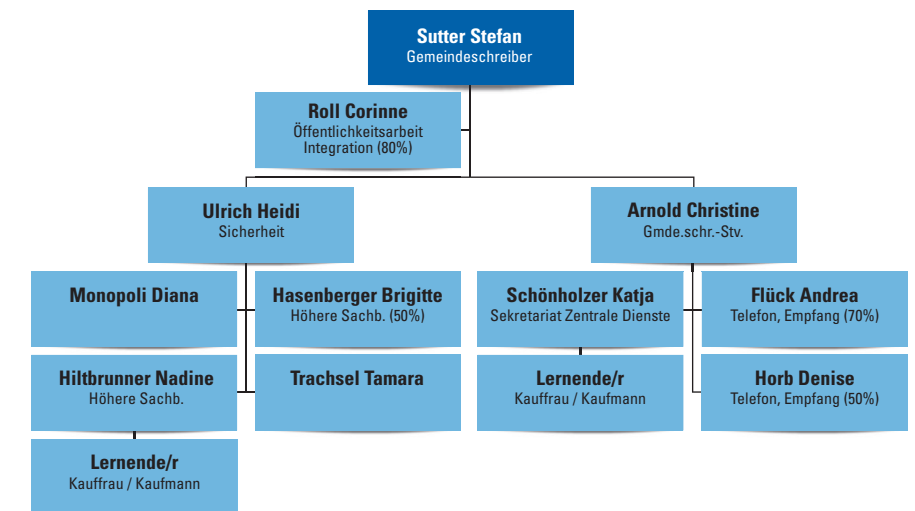 Sutter Stefan
Gemeindeschreiber
Roll Corinne
Öffentlichkeitsarbeit
Integration (80%)
Ulrich Heidi
Sicherheit
Arnold Christine
Gmde.schr.-Stv.
Monopoli Diana
Hasenberger Brigitte
Höhere Sachb. (50%)
Schönholzer Katja
Sekretariat Zentrale Dienste
Flück Andrea
Telefon, Empfang (70%)
Hiltbrunner Nadine
Höhere Sachb.
Trachsel Tamara
Lernende/r
Kauffrau / Kaufmann
Horb Denise
Telefon, Empfang (50%)
Lernende/r
Kauffrau / Kaufmann